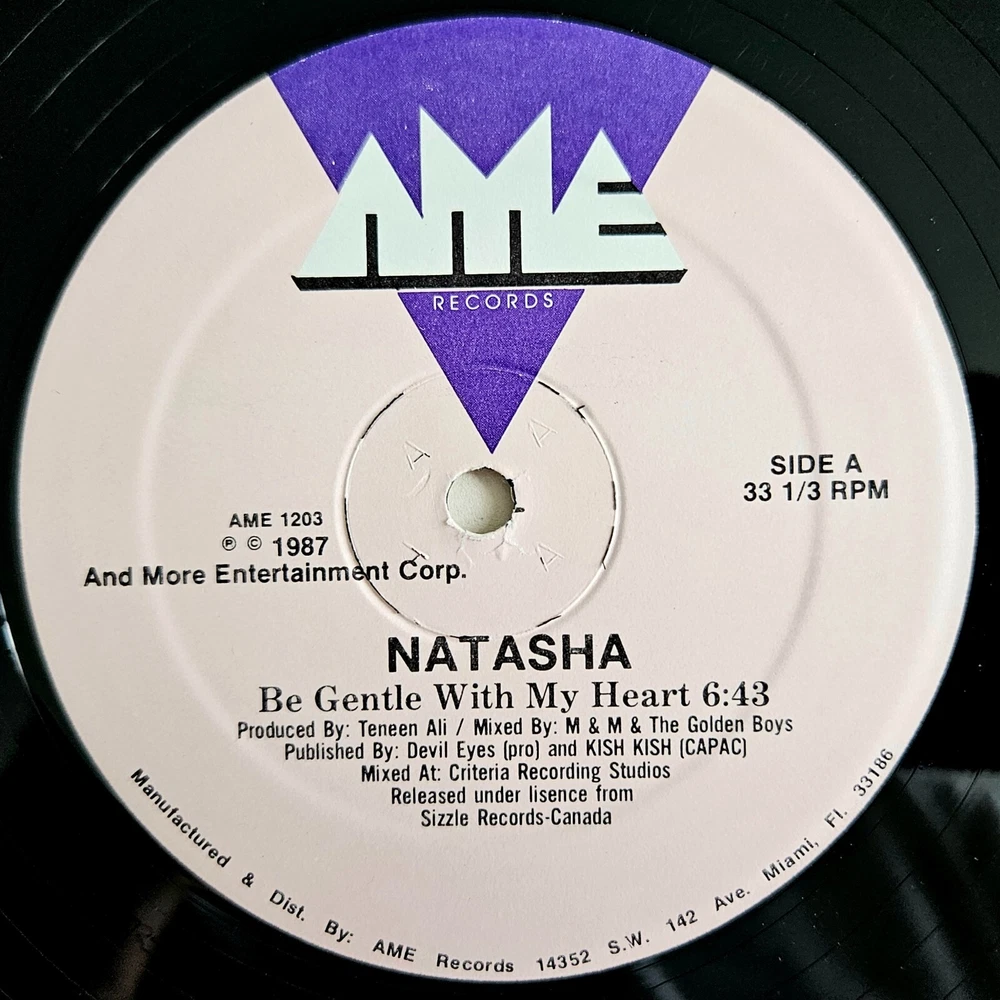 AME
RECORDS
SIDE A
33 1/3 RPM
AME 1203
℗ © 1987
And More Entertainment Corp.
NATASHA
Be Gentle With My Heart 6:43
Produced By: Teneen Ali / Mixed By: M & M & The Golden Boys
Published By: Devil Eyes (pro) and KISH KISH (CAPAC)
Mixed At: Criteria Recording Studios
Released under lisence from
Sizzle Records-Canada
Manufactured & Dist. By: AME Records 14352 S.W. 142 Ave. Miami, Fl. 33186